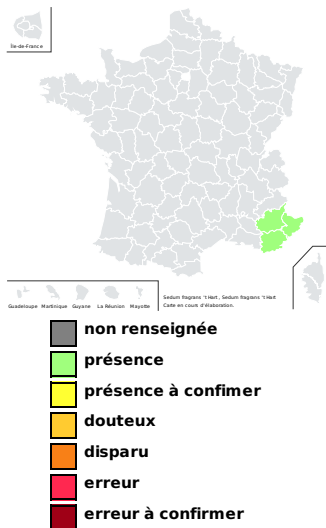 Île-de-France
Guadeloupe Martinique Guyane La Réunion Mayotte
Sedum fragrans 't Hart , Sedum fragrans 't Hart
Carte en cours d'élaboration.
non renseignée
présence
présence à confimer
douteux
disparu
erreur
erreur à confirmer